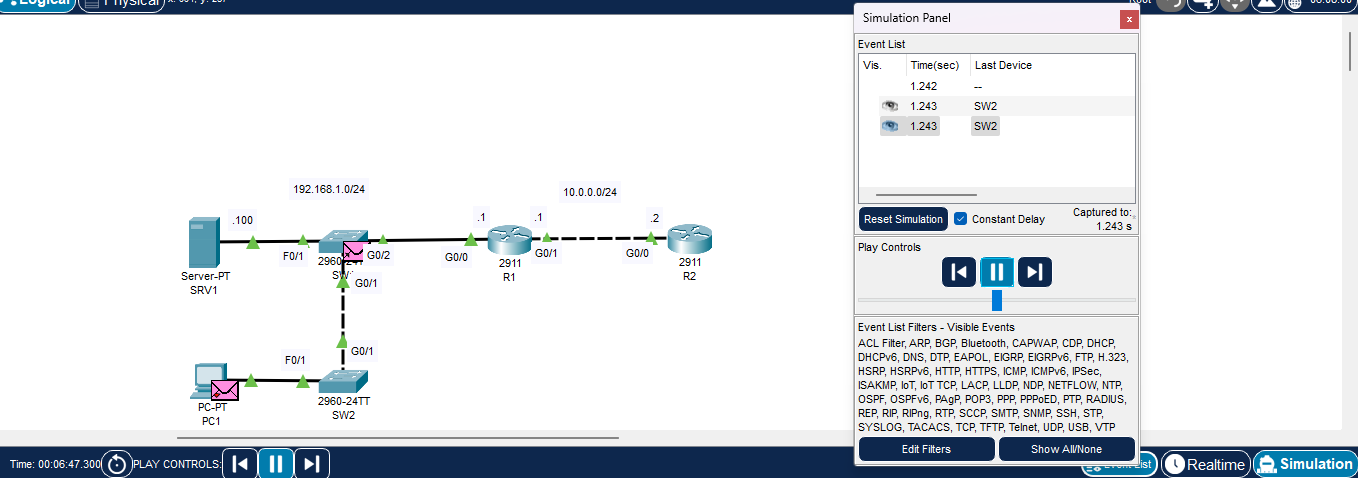 Logical
Physical
Simulation Panel
x
Event List
Vis. Time(sec) Last Device
1.242 --
1.243 SW2
1.243 SW2
Reset Simulation Constant Delay Captured to:
1.243 s
Play Controls
Event List Filters - Visible Events
ACL Filter, ARP, BGP, Bluetooth, CAPWAP, CDP, DHCP,
DHCPv6, DNS, DTP, EAPOL, EIGRP, EIGRPv6, FTP, H.323,
HSRP, HSRPv6, HTTP, HTTPS, ICMP, ICMPv6, IPSec,
ISAKMP, IoT, IoT TCP, LACP, LLDP, NDP, NETFLOW, NTP,
OSPF, OSPFv6, PAgP, POP3, PPP, PPPoED, PTP, RADIUS,
REP, RIP, RIPng, RTP, SCCP, SMTP, SNMP, SSH, STP,
SYSLOG, TACACS, TCP, TFTP, Telnet, UDP, USB, VTP
Edit Filters Show All/None
192.168.1.0/24
10.0.0.0/24
.100
.1 .1 .2
F0/1 G0/2 G0/0 G0/1 G0/0
Server-PT
SRV1
G0/1
2911
R1
2911
R2
G0/1
F0/1
PC-PT
PC1
2960-24TT
SW2
Time: 00:06:47.300 PLAY CONTROLS:
Event List
Realtime
Simulation